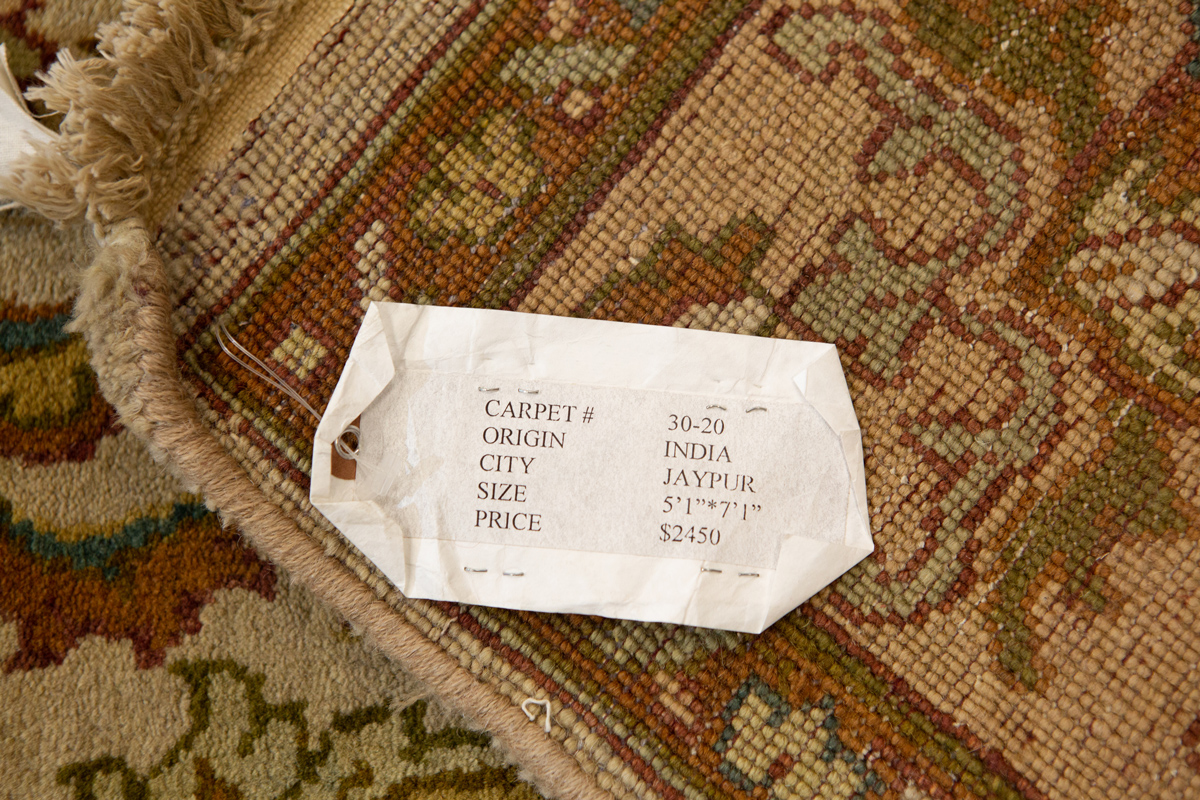 CARPET # 30-20
ORIGIN INDIA
CITY JAYPUR
SIZE 5’1”*7’1”
PRICE $2450